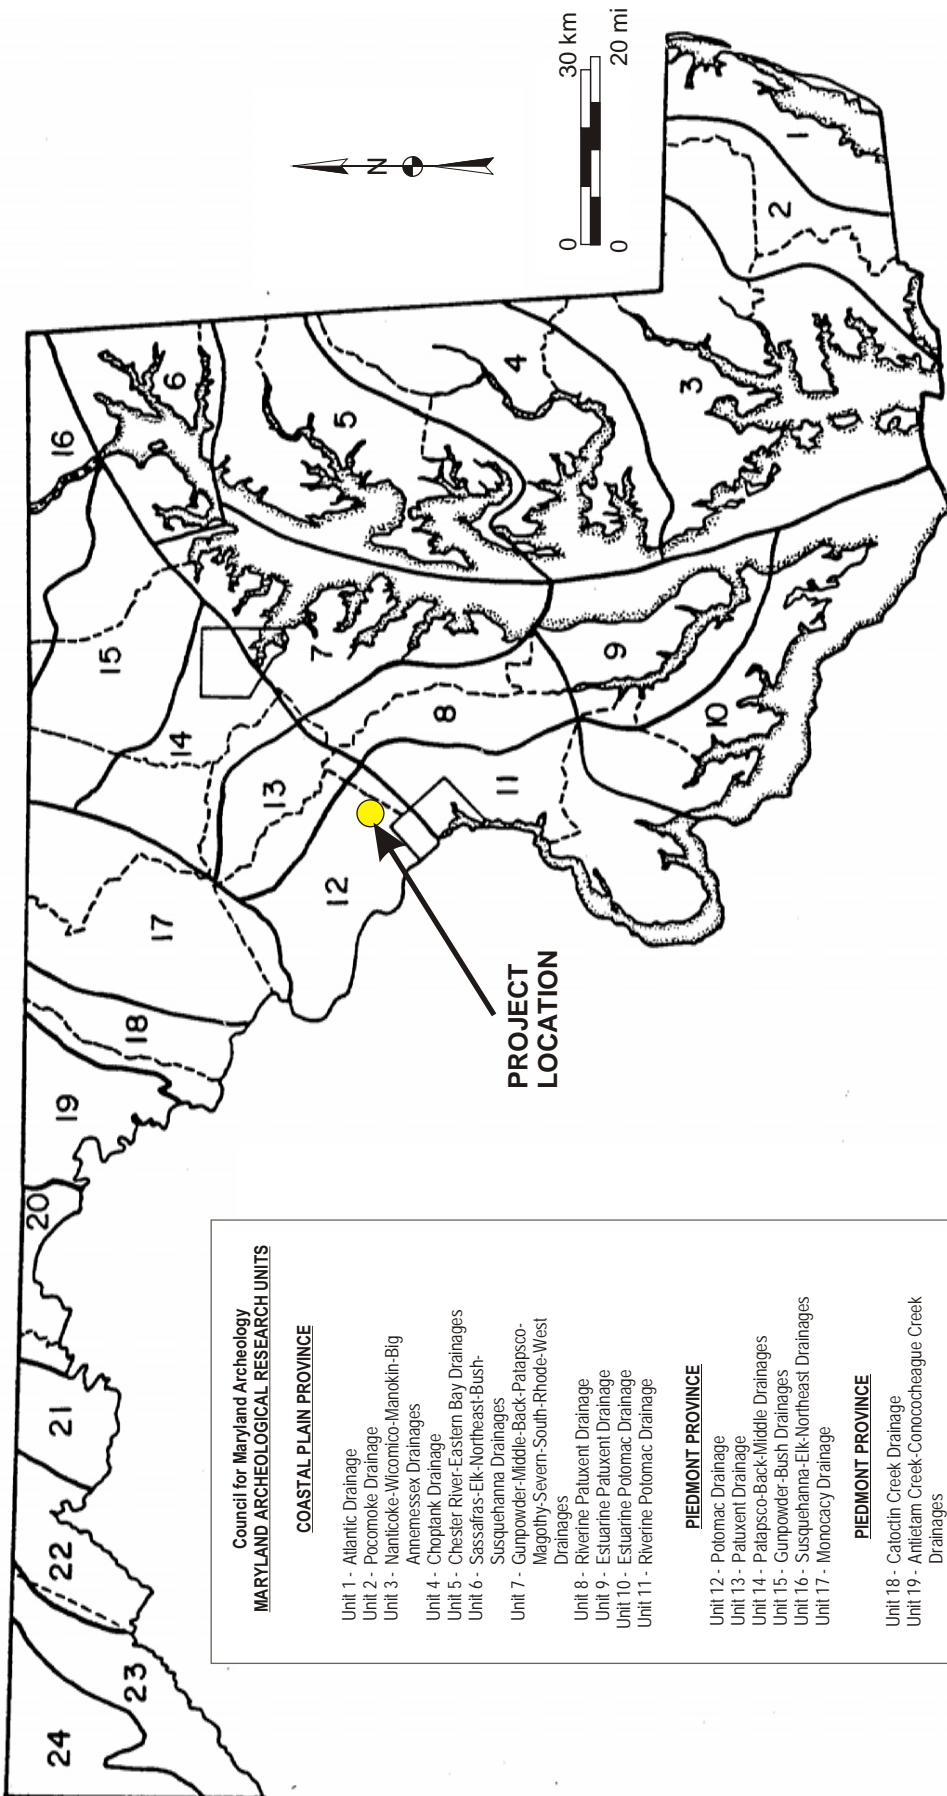 24
23
22
21
20
19
18
17
16
15
14
13
12
11
10
9
8
7
6
5
4
3
2
1
N
0
30 km
0
20 mi
PROJECT
LOCATION
Council for Maryland Archeology
MARYLAND ARCHEOLOGICAL RESEARCH UNITS
COASTAL PLAIN PROVINCE
Unit 1 - Atlantic Drainage
Unit 2 - Pocomoke Drainage
Unit 3 - Nanticoke-Wicomico-Manokin-Big
Annemessex Drainages
Unit 4 - Choptank Drainage
Unit 5 - Chester River-Eastern Bay Drainages
Unit 6 - Sassafras-Elk-Northeast-Bush-
Susquehanna Drainages
Unit 7 - Gunpowder-Middle-Back-Patapsco-
Magothy-Severn-South-Rhode-West
Drainages
Unit 8 - Riverine Patuxent Drainage
Unit 9 - Estuarine Patuxent Drainage
Unit 10 - Estuarine Potomac Drainage
Unit 11 - Riverine Potomac Drainage
PIEDMONT PROVINCE
Unit 12 - Potomac Drainage
Unit 13 - Patuxent Drainage
Unit 14 - Patapsco-Back-Middle Drainages
Unit 15 - Gunpowder-Bush Drainages
Unit 16 - Susquehanna-Elk-Northeast Drainages
Unit 17 - Monocacy Drainage
PIEDMONT PROVINCE
Unit 18 - Catoctin Creek Drainage
Unit 19 - Antietam Creek-Conococheague Creek
Drainages